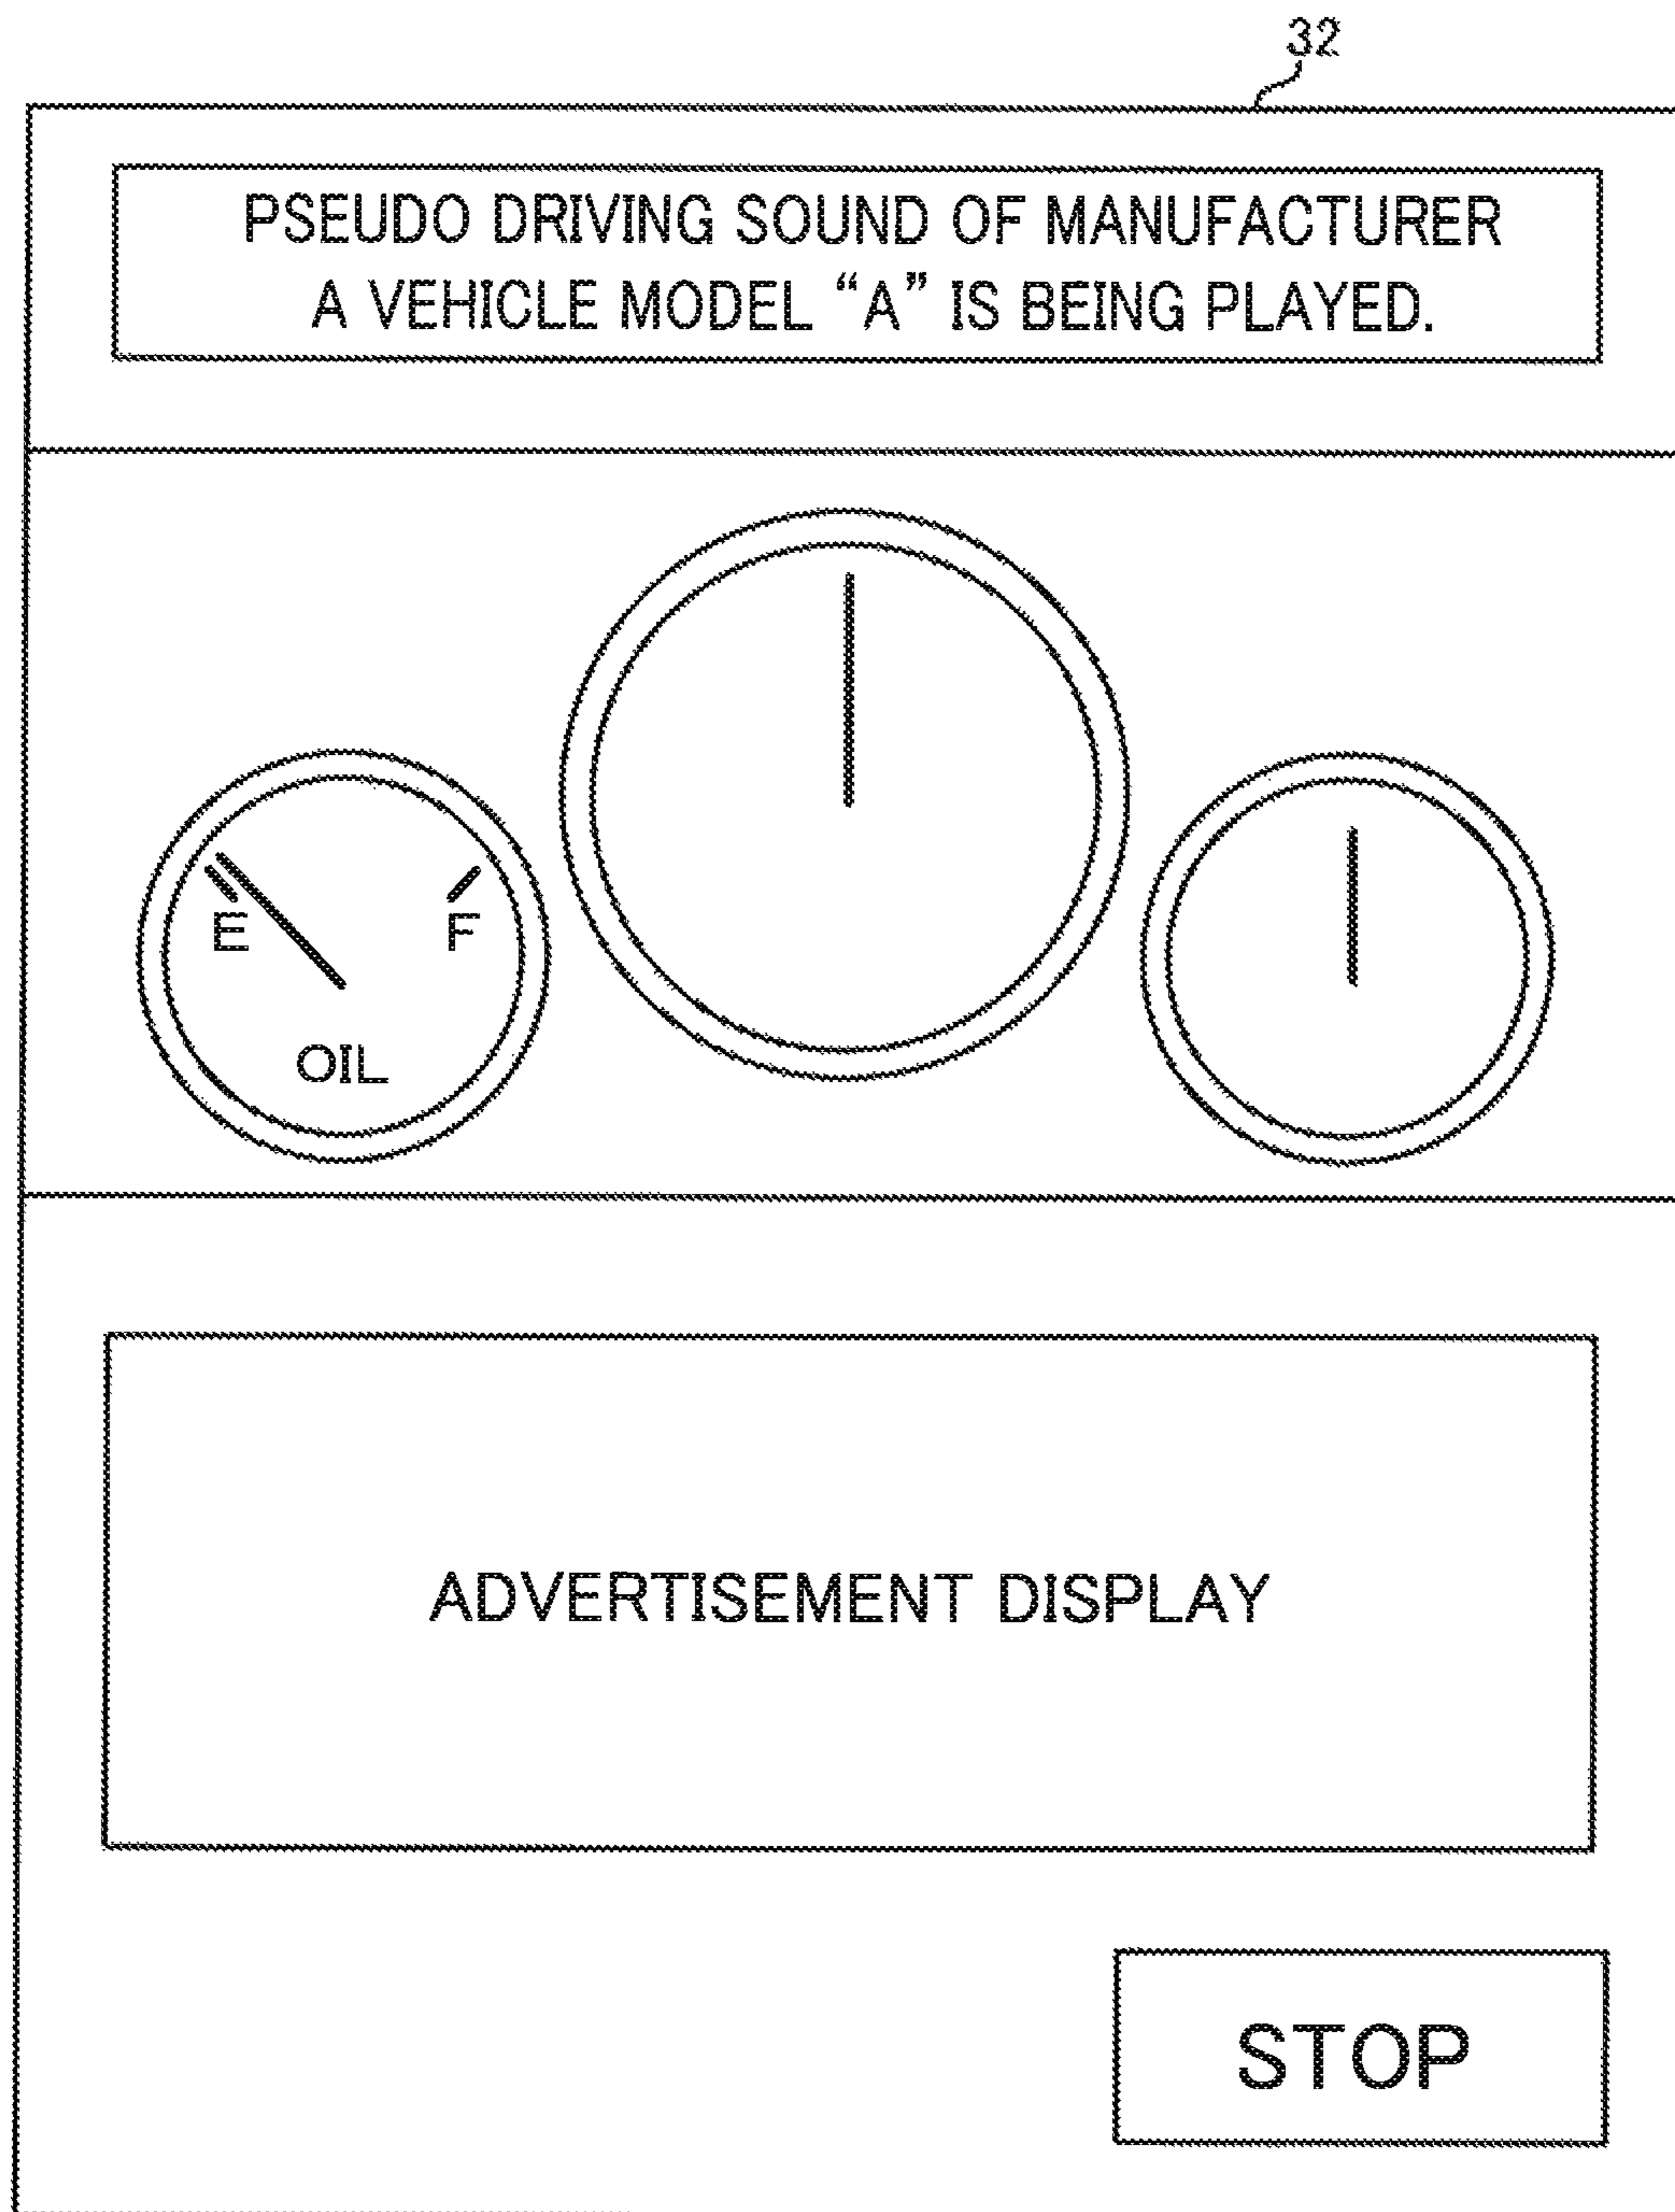 32
PSEUDO DRIVING SOUND OF MANUFACTURER
A VEHICLE MODEL “A” IS BEING PLAYED.
E F
OIL
ADVERTISEMENT DISPLAY
STOP